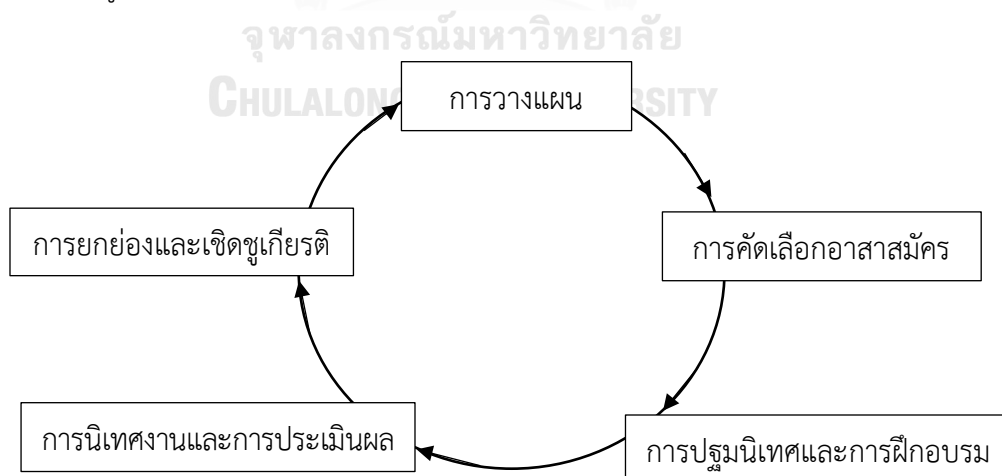 จุฬาลงกรณ์มหาวิทยาลัย
CHULALON
RSITY
การวางแผน
การยกย่องและเชิดชูเกียรติ
การคัดเลือกอาสาสมัคร
การนิเทศงานและการประเมินผล
การปฐมนิเทศและการฝึกอบรม